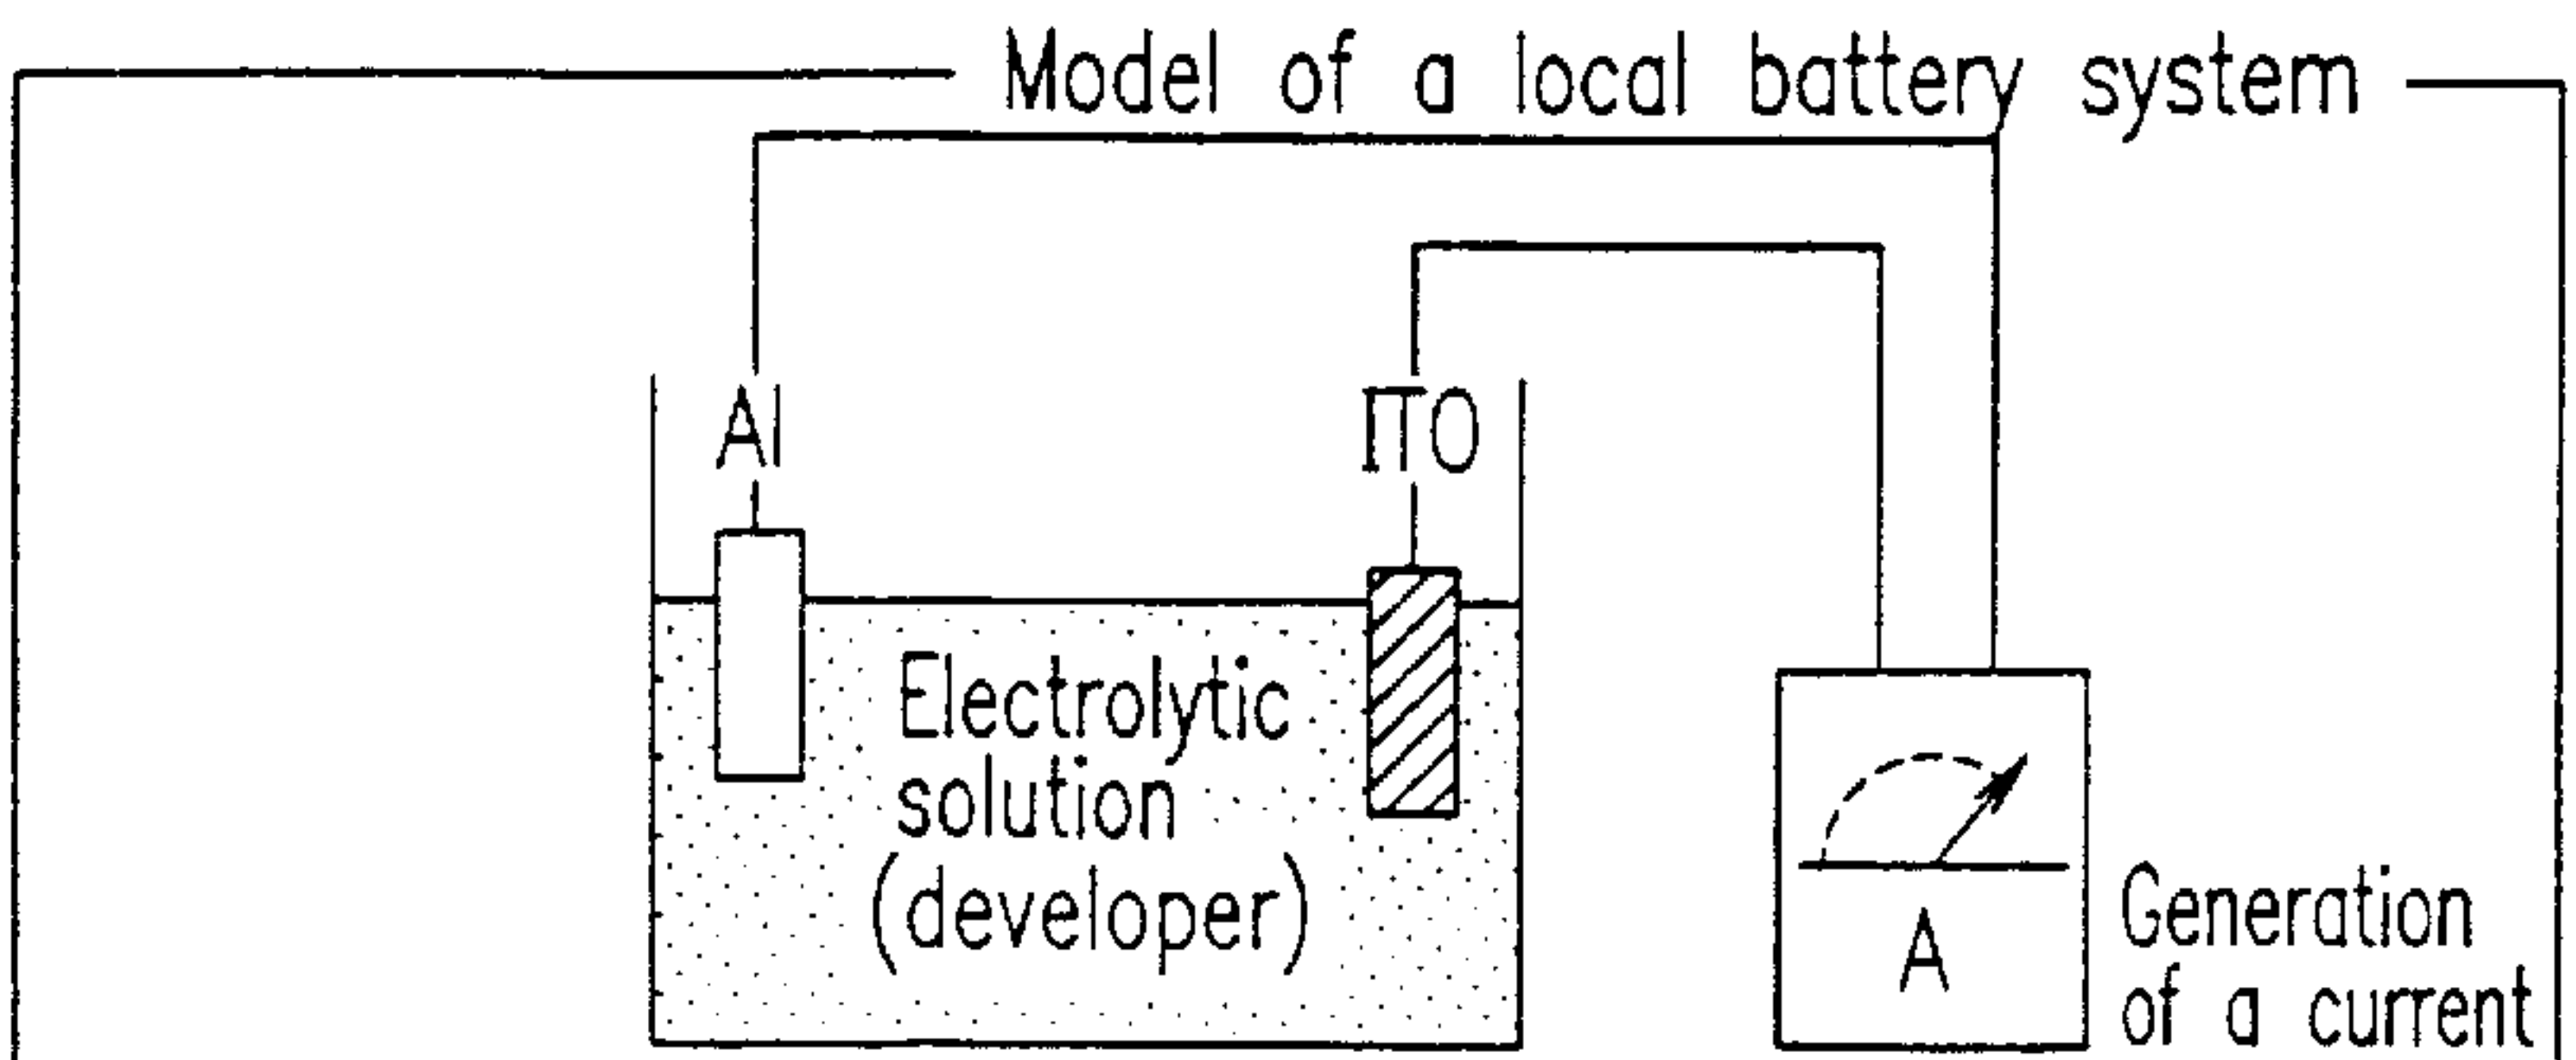 Model of a local battery system
Al
ITO
Electrolytic
solution
(developer)
A
Generation
of a current